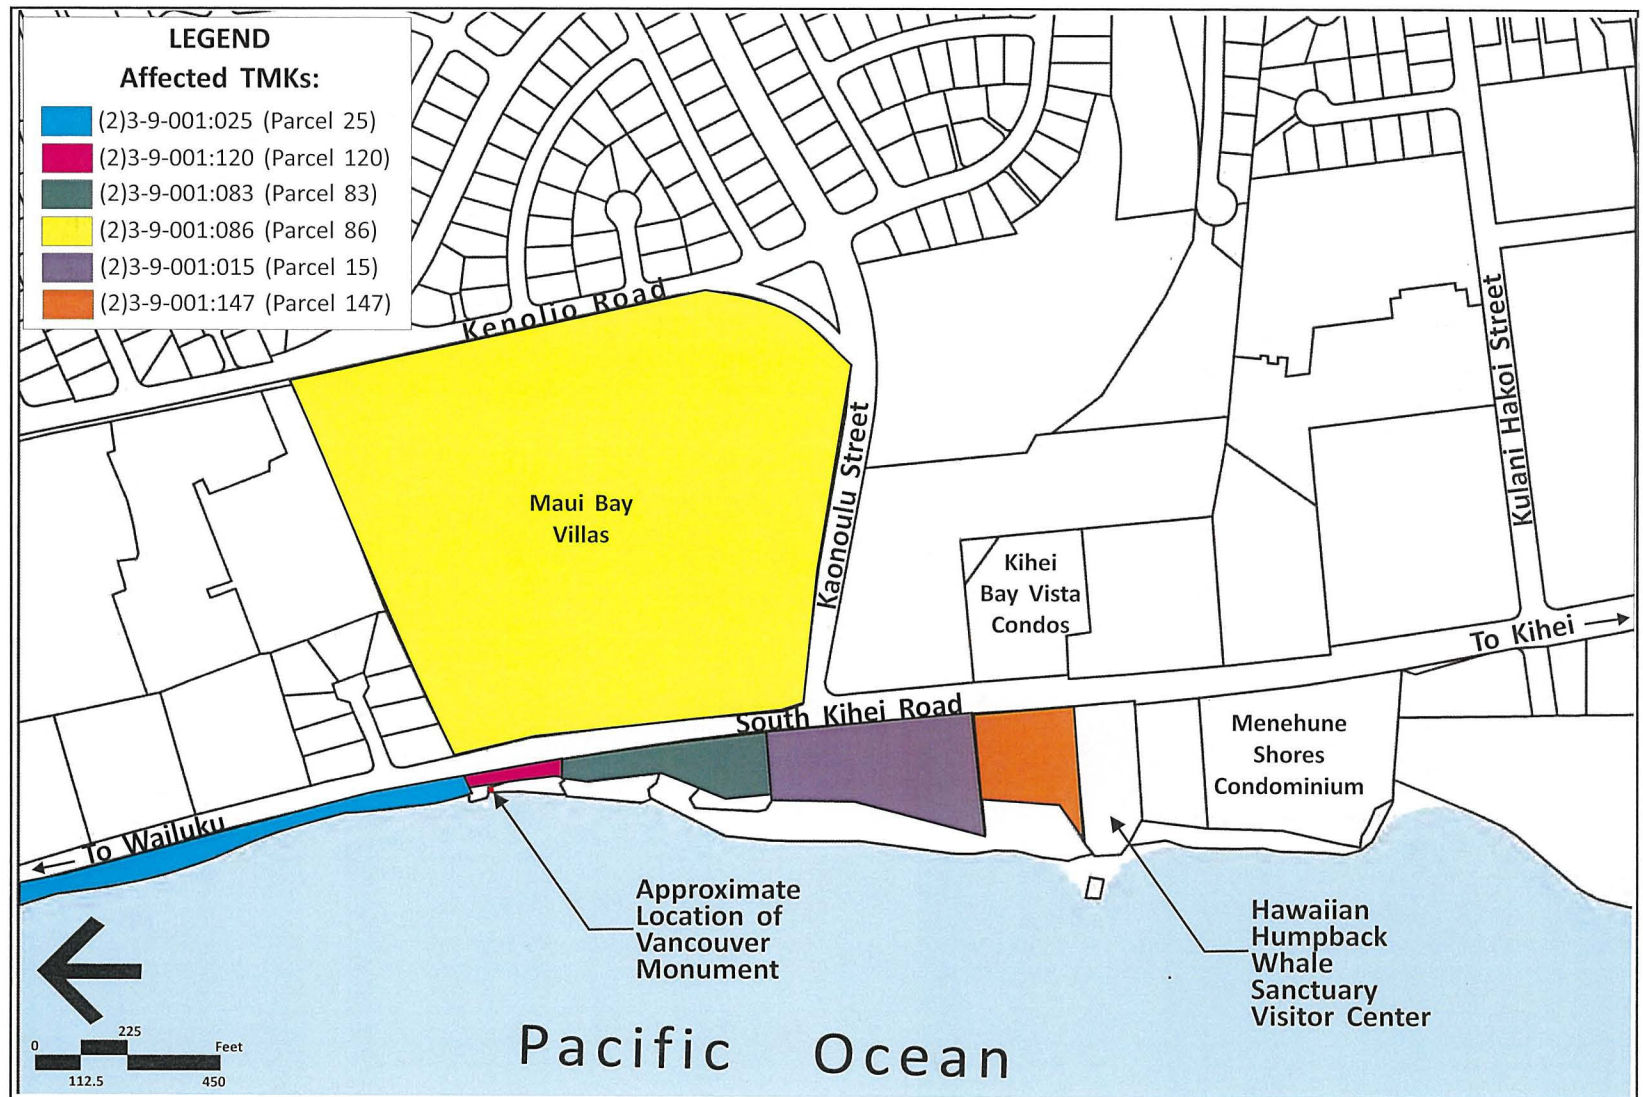 LEGEND
Affected TMKs:
(2)3-9-001:025 (Parcel 25)
(2)3-9-001:120 (Parcel 120)
(2)3-9-001:083 (Parcel 83)
(2)3-9-001:086 (Parcel 86)
(2)3-9-001:015 (Parcel 15)
(2)3-9-001:147 (Parcel 147)
Kenolio Road
Kulani Hakoi Street
Kaonoulu Street
Maui Bay
Villas
Kihei
Bay Vista
Condos
To Kihei
South Kihei Road
Menehune
Shores
Condominium
To Wailuku
Approximate
Location of
Vancouver
Monument
Hawaiian
Humpback
Whale
Sanctuary
Visitor Center
Pacific Ocean
225
0 Feet
112.5 450